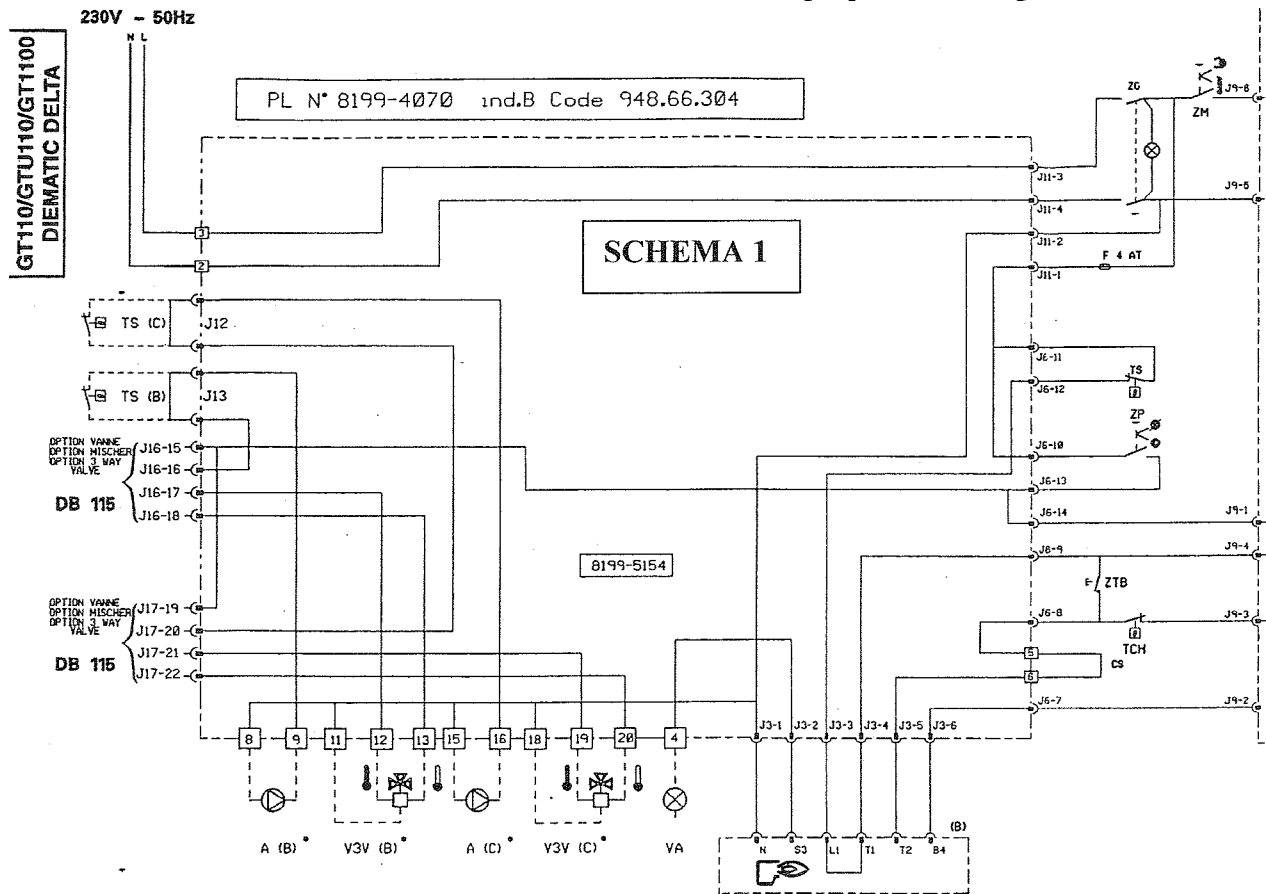 230V ~ 50Hz
N L
GT110/GTU110/GT1100
DIEMATIC DELTA
PL N° 8199-4070 ind.B Code 948.66.304
SCHEMA 1
ZG
ZM
J9-6
J11-3
J9-5
J11-4
3
J11-2
2
F 4 AT
J11-1
TS (C)
J12
J6-11
TS
J6-12
TS (B)
J13
ZP
OPTION VANNE
OPTION MISCHER
OPTION 3 WAY
VALVE
DB 115
J16-15
J16-16
J16-17
J16-18
J6-10
J6-13
J6-14
J9-1
8199-5154
J6-9
J9-4
ZTB
OPTION VANNE
OPTION MISCHER
OPTION 3 WAY
VALVE
DB 115
J17-19
J17-20
J17-21
J17-22
J6-8
J9-3
TCH
5
CS
6
J6-7
J9-2
J3-1 J3-2 J3-3 J3-4 J3-5 J3-6
8 9 11 12 13 15 16 18 19 20 4
(B)
N S3 L1 T1 T2 B4
A (B)* V3V (B)* A (C)* V3V (C)* VA